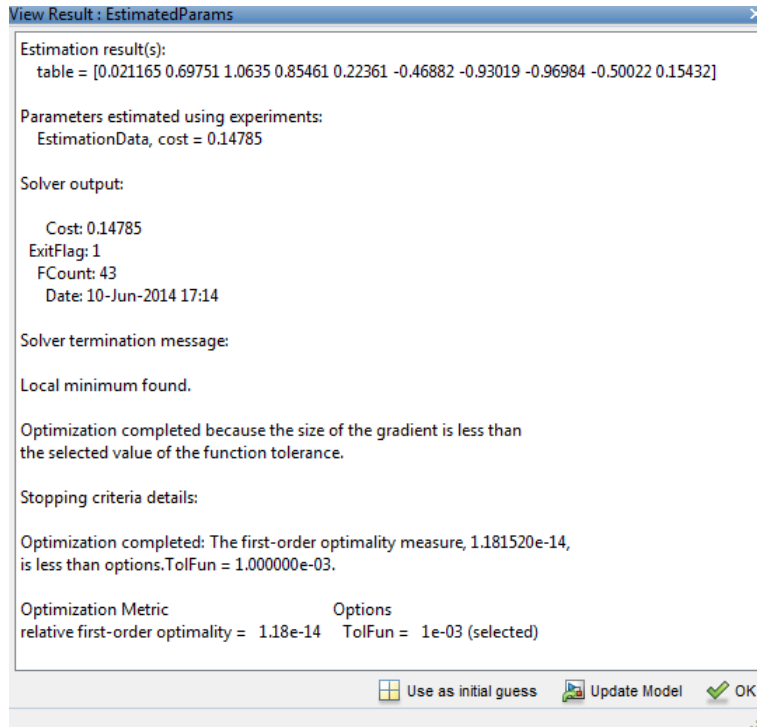 View Result : EstimatedParams
Estimation result(s):
table = [0.021165 0.69751 1.0635 0.85461 0.22361 -0.46882 -0.93019 -0.96984 -0.50022 0.15432]
Parameters estimated using experiments:
EstimationData, cost = 0.14785
Solver output:
Cost: 0.14785
ExitFlag: 1
FCount: 43
Date: 10-Jun-2014 17:14
Solver termination message:
Local minimum found.
Optimization completed because the size of the gradient is less than
the selected value of the function tolerance.
Stopping criteria details:
Optimization completed: The first-order optimality measure, 1.181520e-14,
is less than options.TolFun = 1.000000e-03.
Optimization Metric Options
relative first-order optimality = 1.18e-14 TolFun = 1e-03 (selected)
Use as initial guess Update Model OK